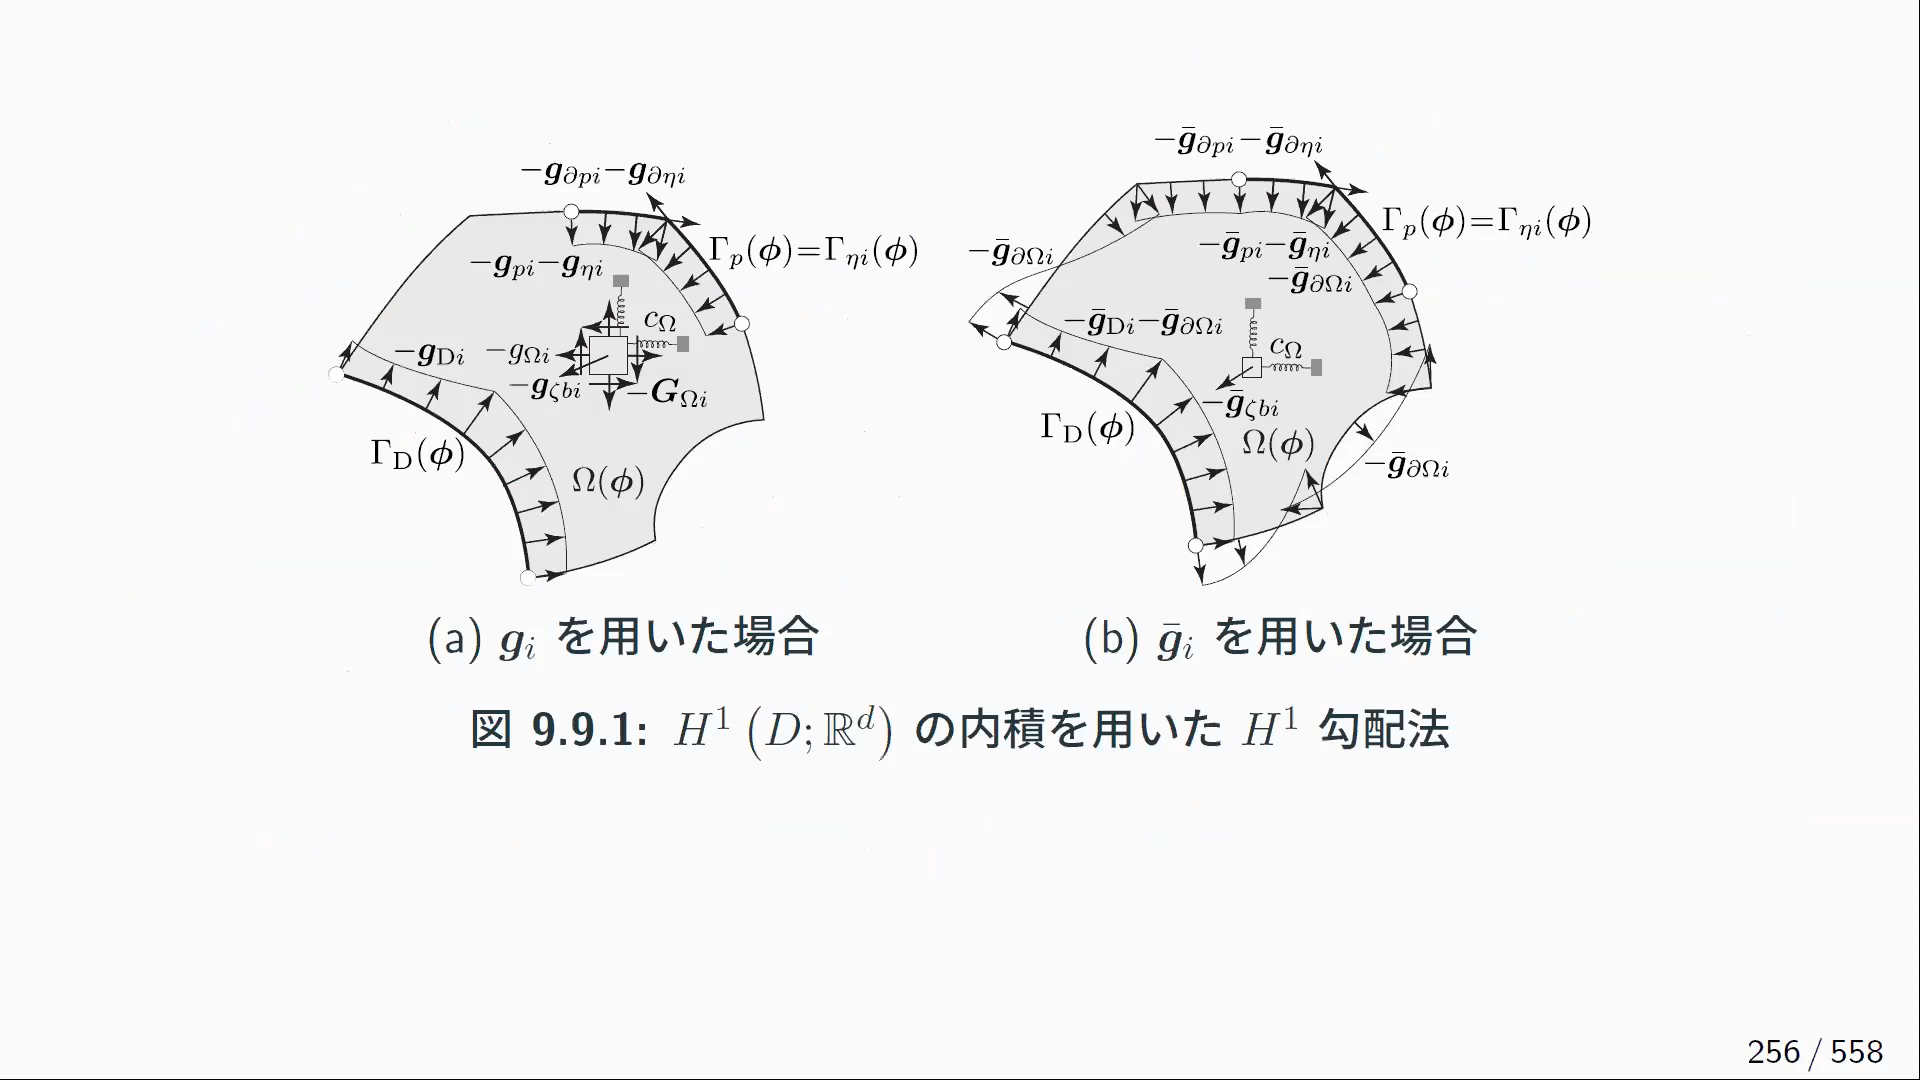 −g∂pi−g∂ηi
Γp(ϕ)=Γηi(ϕ)
−gpi−gηi
cΩ
−gDi
−gΩi
−gζbi
−GΩi
ΓD(ϕ)
Ω(ϕ)
(a) gi を用いた場合
−ḡ∂pi−ḡ∂ηi
Γp(ϕ)=Γηi(ϕ)
−ḡ∂Ωi
−ḡpi−ḡηi
−ḡ∂Ωi
−ḡDi−ḡ∂Ωi
cΩ
−ḡζbi
ΓD(ϕ)
Ω(ϕ)
−ḡ∂Ωi
(b) ḡi を用いた場合
図 9.9.1: H¹ (D; ℝᵈ) の内積を用いた H¹ 勾配法
256 / 558